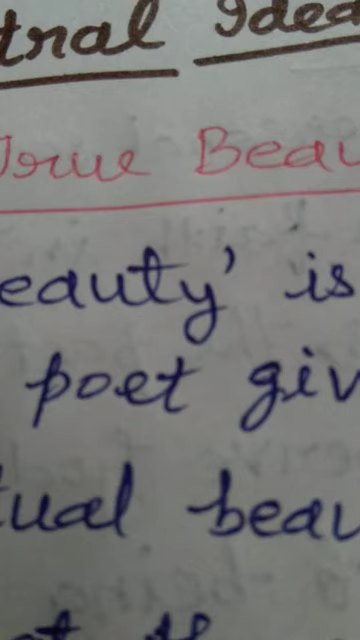 tral Idea
True Beau
eauty' is
poet giv
tual beau